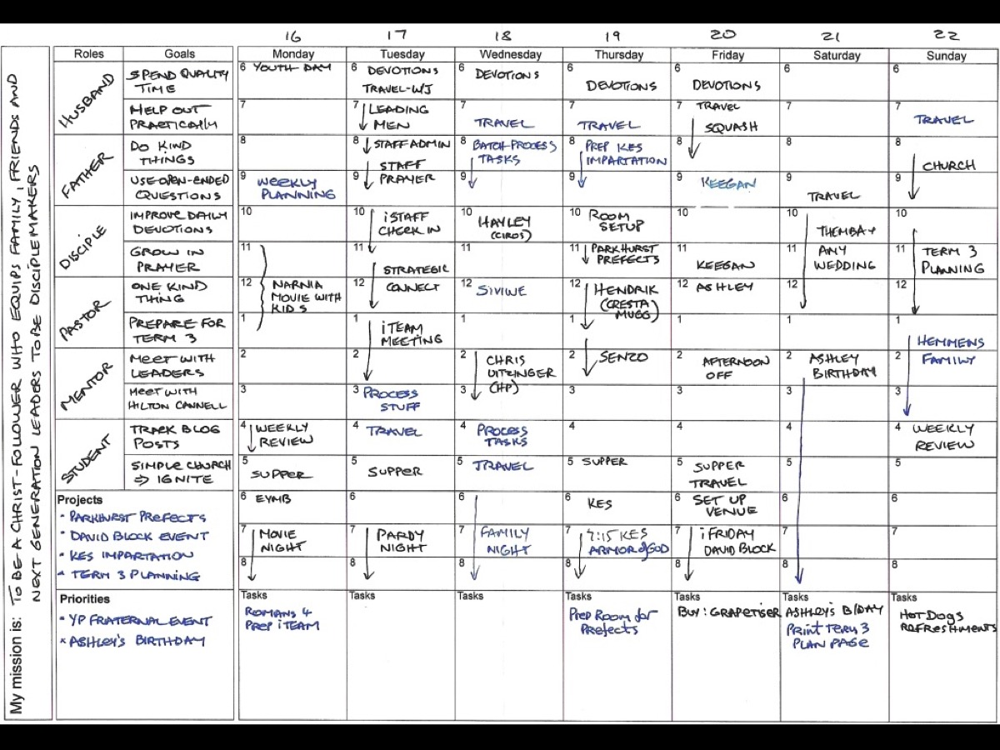 16 17 18 19 20 21 22
Roles Goals Monday Tuesday Wednesday Thursday Friday Saturday Sunday
My mission is: TO BE A CHRIST-FOLLOWER WHO EQUIPS FAMILY, FRIENDS AND
NEXT GENERATION LEADERS TO BE DISCIPLEMAKERS
HUSBAND
SPEND QUALITY
TIME
HELP OUT
PRACTICALLY
FATHER
DO KIND
THINGS
USE OPEN-ENDED
QUESTIONS
DISCIPLE
IMPROVE DAILY
DEVOTIONS
GROW IN
PRAYER
PASTOR
ONE KIND
THING
PREPARE FOR
TERM 3
MENTOR
MEET WITH
LEADERS
MEET WITH
HILTON CANNELL
STUDENT
TRACK BLOG
POSTS
SIMPLE CHURCH
⇒ IGNITE
Projects
• PARKHURST PREFECTS
• DAVID BLOCK EVENT
• KES IMPARTATION
• TERM 3 PLANNING
Priorities
• YP FRATERNAL EVENT
× ASHLEY'S BIRTHDAY
6 YOUTH DAY
7
8
9 WEEKLY
PLANNING
10
11
12 NARNIA
MOVIE WITH
KIDS
1
2
3
4 WEEKLY
REVIEW
5 SUPPER
6 EYMB
7 MOVIE
NIGHT
8
Tasks
ROMANS 4
PREP iTEAM
6 DEVOTIONS
TRAVEL-WJ
7 LEADING
MEN
8 STAFF ADMIN
STAFF
9 PRAYER
10 iSTAFF
CHECK IN
11
STRATEGIC
12 CONNECT
1 iTEAM
MEETING
2
3 PROCESS
STUFF
4 TRAVEL
5 SUPPER
6
7 PARDY
NIGHT
8
Tasks
6 DEVOTIONS
7
TRAVEL
8 BATCH PROCESS
TASKS
9
10 HAYLEY
(CIROS)
11
12 SIVIWE
1
2 CHRIS
UITZINGER
3 (HP)
4 PROCESS
TASKS
5 TRAVEL
6
7 FAMILY
NIGHT
8
Tasks
6
DEVOTIONS
7
TRAVEL
8 PREP KES
IMPARTATION
9
10 ROOM
SETUP
11 PARKHURST
PREFECTS
12 HENDRIK
(CRESTA
1 MUGG)
2 SENZO
3
4
5 SUPPER
6 KES
7 7:15 KES
ARMOR of GOD
8
Tasks
Prep Room for
Prefects
6
DEVOTIONS
7 TRAVEL
SQUASH
8
9 KEEGAN
10
11
KEEGAN
12 ASHLEY
1
2 AFTERNOON
OFF
3
4
5 SUPPER
TRAVEL
6 SET UP
VENUE
7 iFRIDAY
DAVID BLOCK
8
Tasks
BUY: GRAPETISER
6
7
8
9
TRAVEL
10
THEMBA +
11 AMY
WEDDING
12
1
2 ASHLEY
BIRTHDAY
3
4
5
6
7
8
Tasks
ASHLEY'S B/DAY
Print Term 3
PLAN PAGE
6
7
TRAVEL
8
CHURCH
9
10
11 TERM 3
PLANNING
12
1
HEMMENS
2 FAMILY
3
4 WEEKLY
REVIEW
5
6
7
8
Tasks
HOT DOGS
REFRESHMENTS